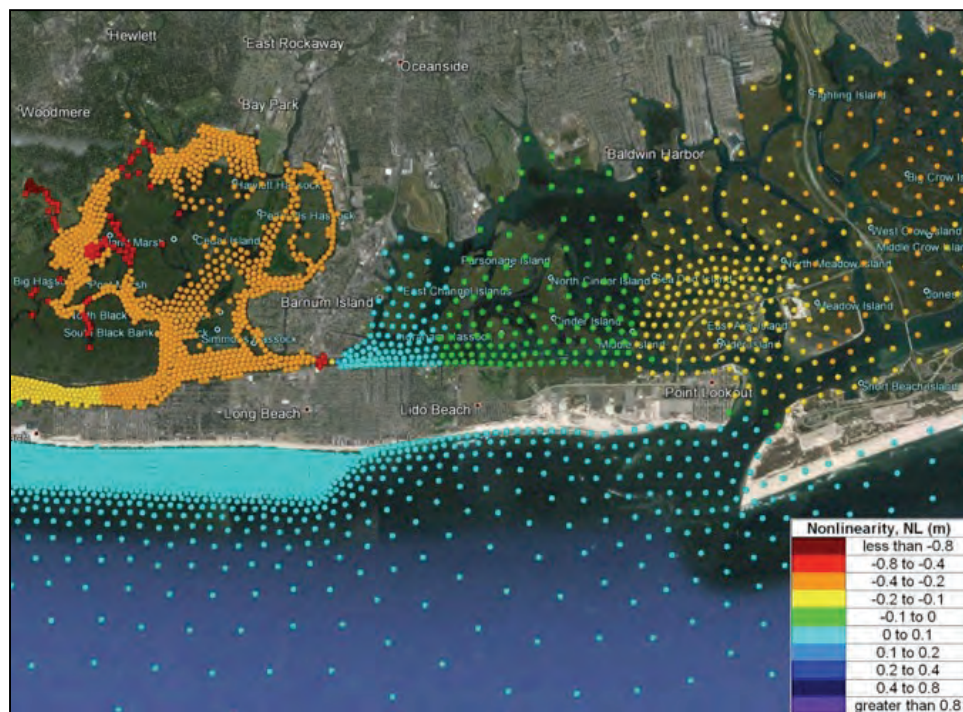 Hewlett
East Rockaway
Oceanside
Woodmere
Bay Park
Fighting Island
Baldwin Harbor
Hewlett Hassock
Big Crow
Cedar Island
West Crow Island
Middle Crow
Parsonage Island
North Meadow Island
Big
North Cinder Island
Barnum Island
East Channel Islands
Meadow Island
North Black
Cinder Island
South Black Bank
Simmons Hassock
Middle Island
Alder Island
Short Beach Island
Point Lookout
Long Beach
Lido Beach
Nonlinearity, NL (m)
less than -0.8
-0.8 to -0.4
-0.4 to -0.2
-0.2 to -0.1
-0.1 to 0
0 to 0.1
0.1 to 0.2
0.2 to 0.4
0.4 to 0.8
greater than 0.8